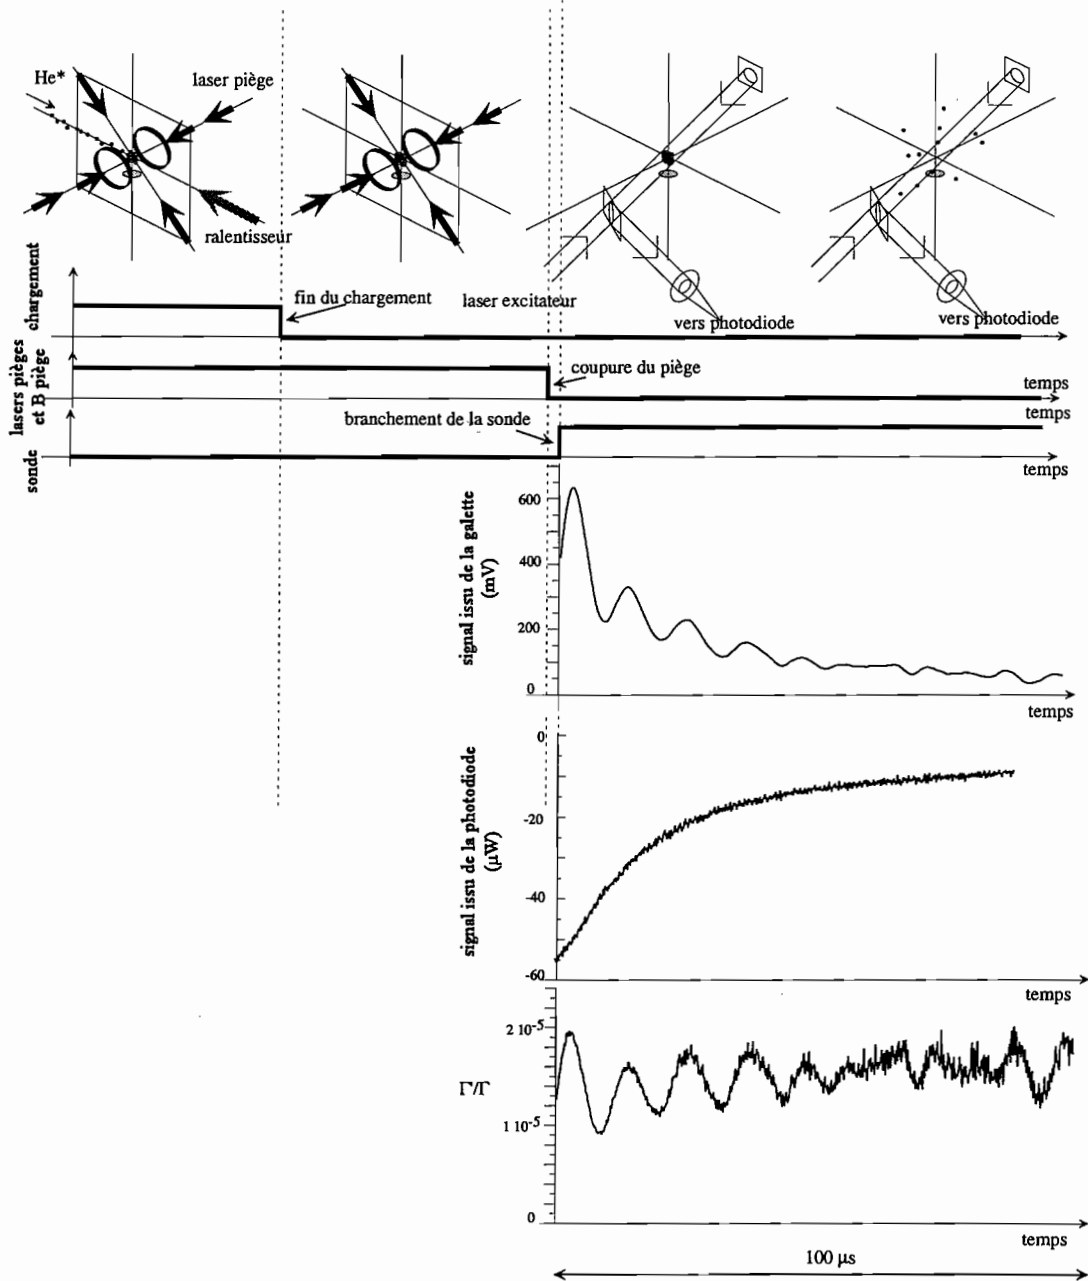 He*
laser piège
ralentisseur
chargement
fin du chargement
laser excitateur
vers photodiode
vers photodiode
lasers pièges
et B piège
coupure du piège
temps
branchement de la sonde
temps
sonde
temps
signal issu de la galette
(mV)
600
400
200
0
temps
signal issu de la photodiode
(µW)
0
-20
-40
-60
temps
Γ'/Γ
2 10-5
1 10-5
0
temps
100 µs